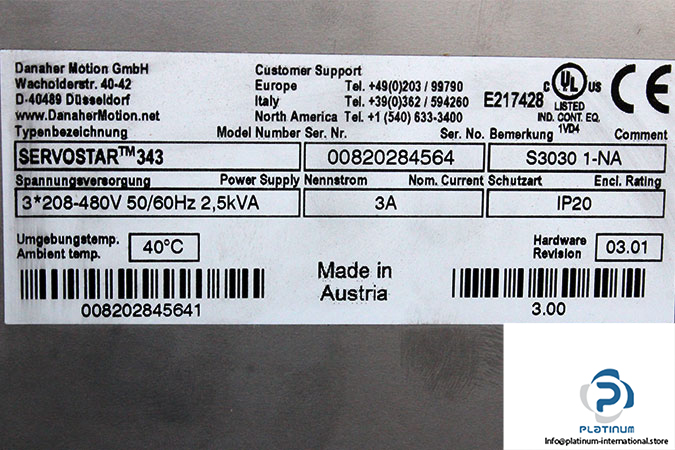 Danaher Motion GmbH
Wacholderstr. 40-42
D-40489 Düsseldorf
www.DanaherMotion.net
Customer Support
Europe Tel. +49(0)203 / 99790
Italy Tel. +39(0)362 / 594260
North America Tel. +1 (540) 633-3400
E217428
C UL US
LISTED
IND. CONT. EQ.
1VD4
CE
Typenbezeichnung Model Number Ser. Nr. Ser. No. Bemerkung Comment
SERVOSTAR™ 343 00820284564 S3030 1-NA
Spannungsversorgung Power Supply Nennstrom Nom. Current Schutzart Encl. Rating
3*208-480V 50/60Hz 2,5kVA 3A IP20
Umgebungstemp.
Ambient temp.
40°C
Made in
Austria
Hardware
Revision
03.01
008202845641
3.00
PLATINUM
Info@platinum-international.store